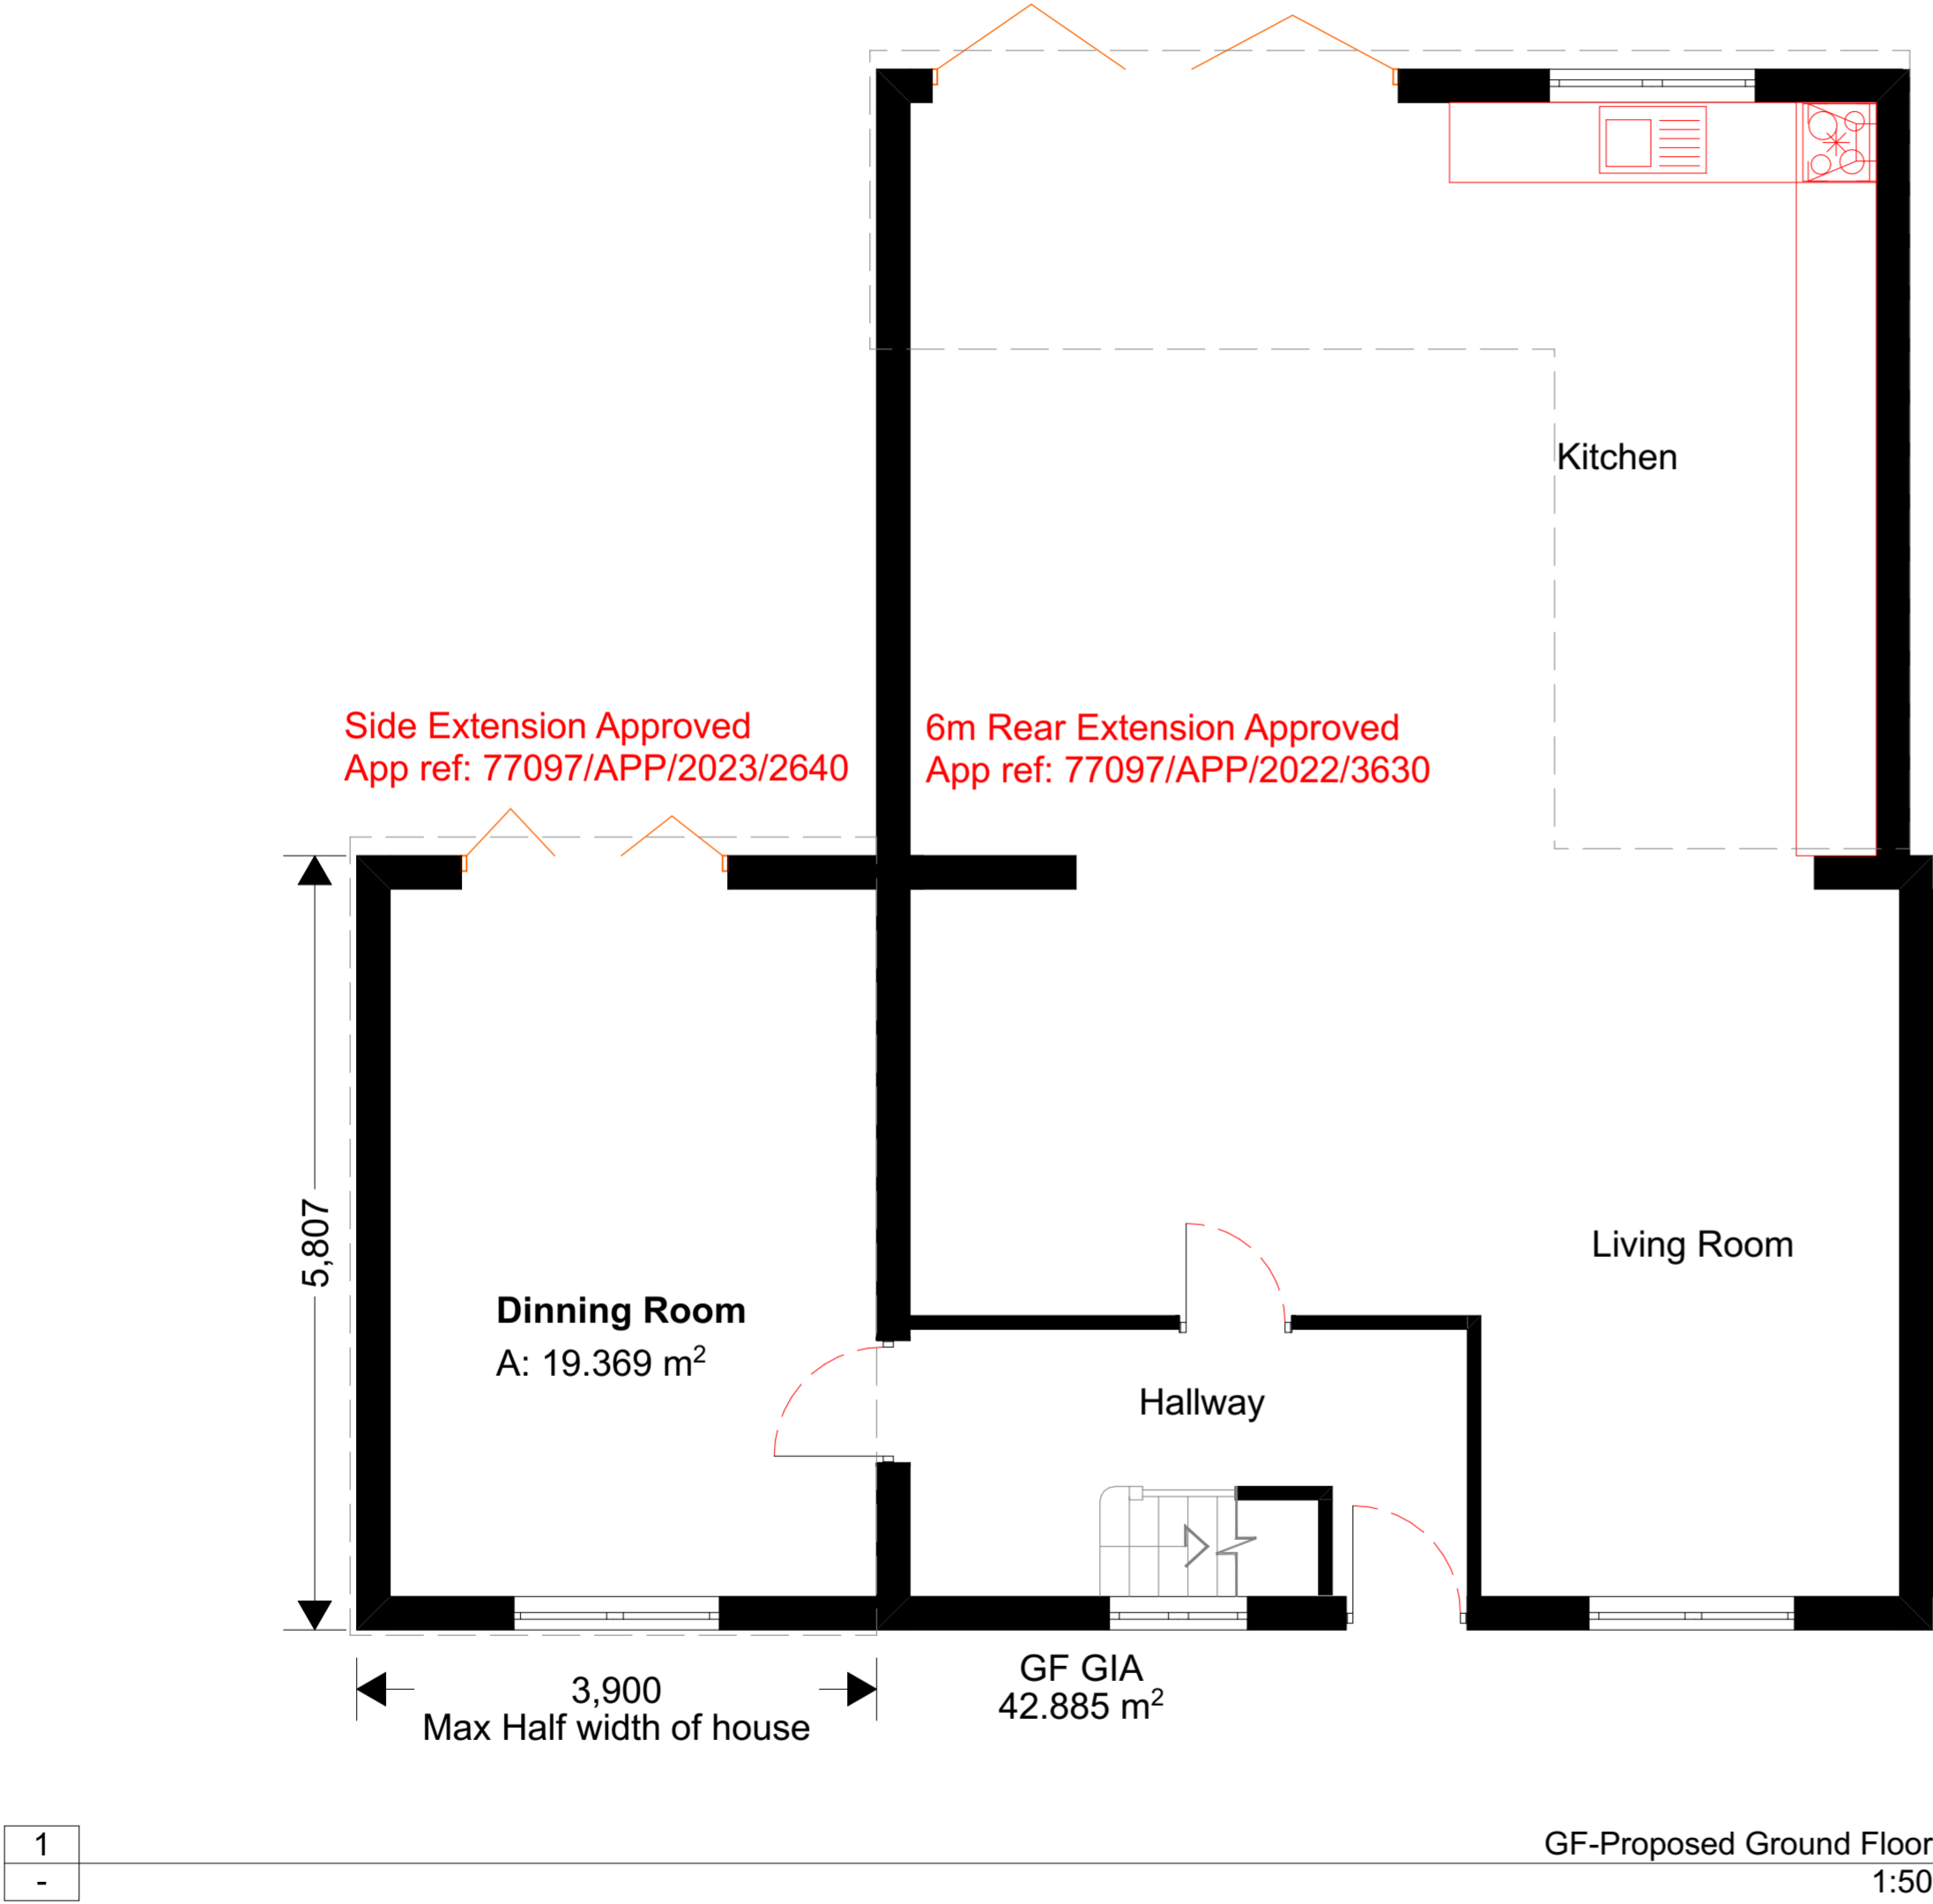 Kitchen
Side Extension Approved
App ref: 77097/APP/2023/2640
6m Rear Extension Approved
App ref: 77097/APP/2022/3630
5,807
Living Room
Dinning Room
A: 19.369 m²
Hallway
3,900
Max Half width of house
GF GIA
42.885 m²
1
-
GF-Proposed Ground Floor
1:50